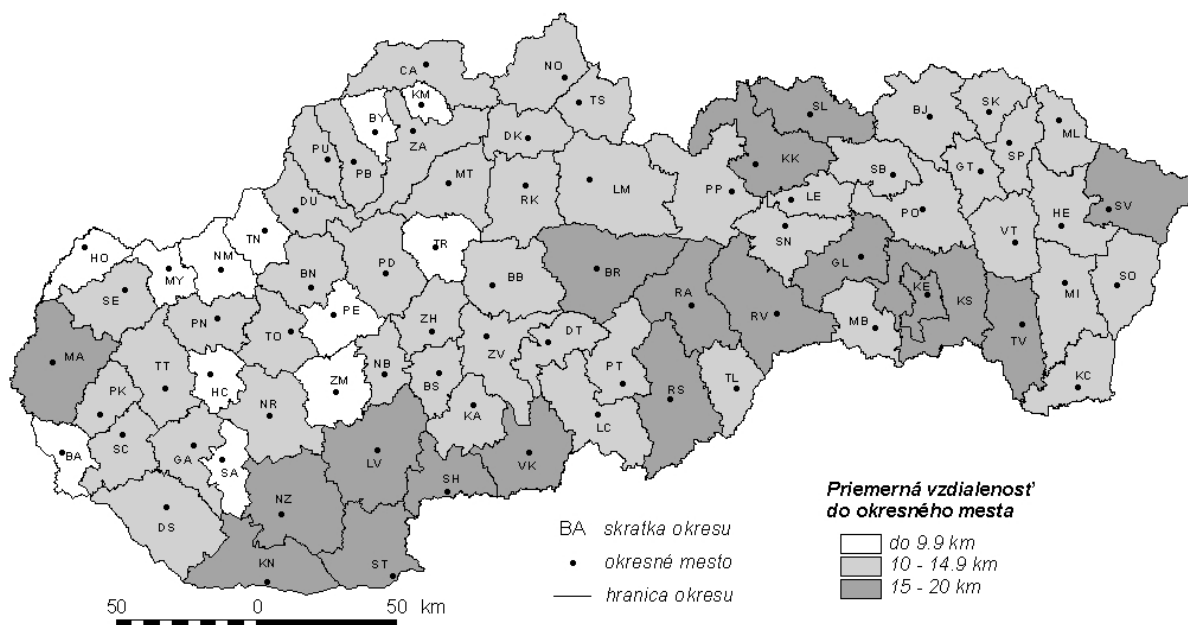 CA
NO
KM
TS
BY
DK
ZA
PU
PB
MT
RK
LM
DU
SL
BJ
SK
ML
SP
KK
SB
GT
PP
LE
PO
SV
HE
VT
SN
TN
TR
HO
MY
NM
BN
PD
BB
BR
GL
SE
PN
TO
PE
ZH
RA
RV
KE
KS
MI
SO
MB
TV
MA
TT
HC
ZM
NB
BS
ZV
DT
PT
RS
TL
KC
PK
NR
KA
LC
SC
GA
SA
BA
LV
VK
SH
NZ
DS
KN
ST
BA skratka okresu
okresné mesto
hranica okresu
Priemerná vzdialenosť
do okresného mesta
do 9.9 km
10 - 14.9 km
15 - 20 km
50 0 50 km